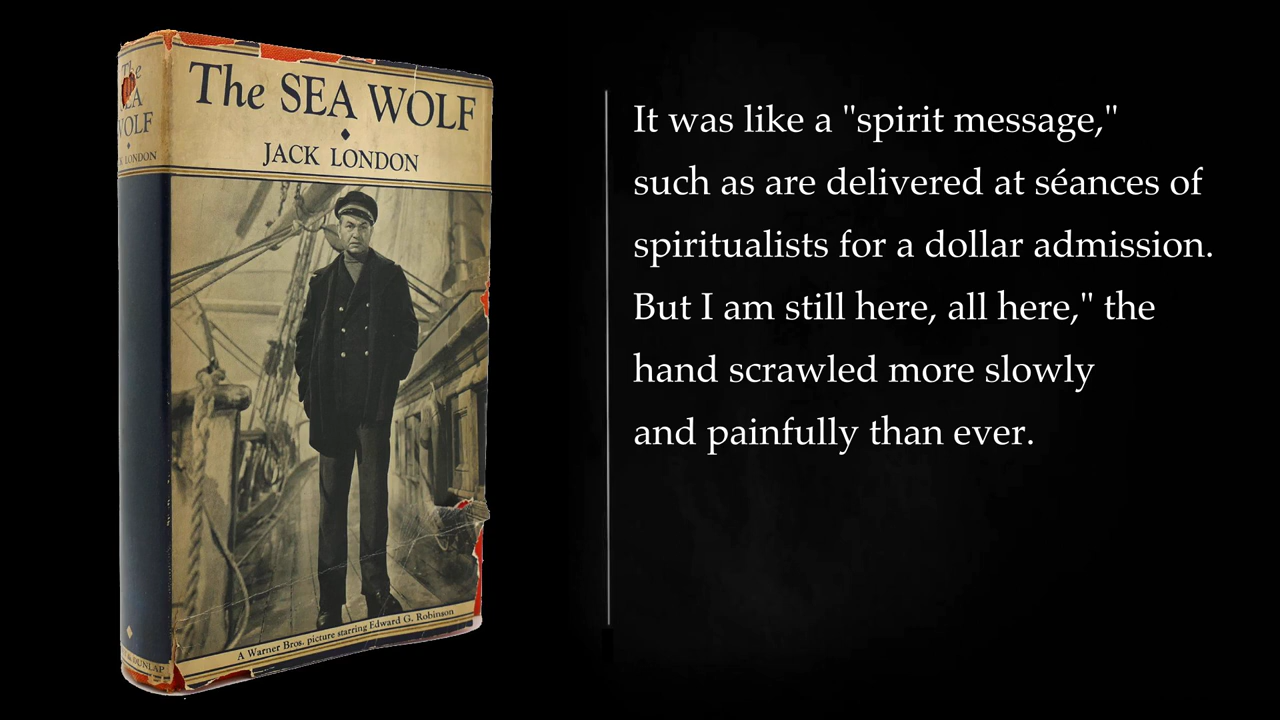 The SEA WOLF
JACK LONDON
A Warner Bros. picture starring Edward G. Robinson
The
WOLF
LONDON
DUNLAP
It was like a "spirit message,"
such as are delivered at séances of
spiritualists for a dollar admission.
But I am still here, all here," the
hand scrawled more slowly
and painfully than ever.